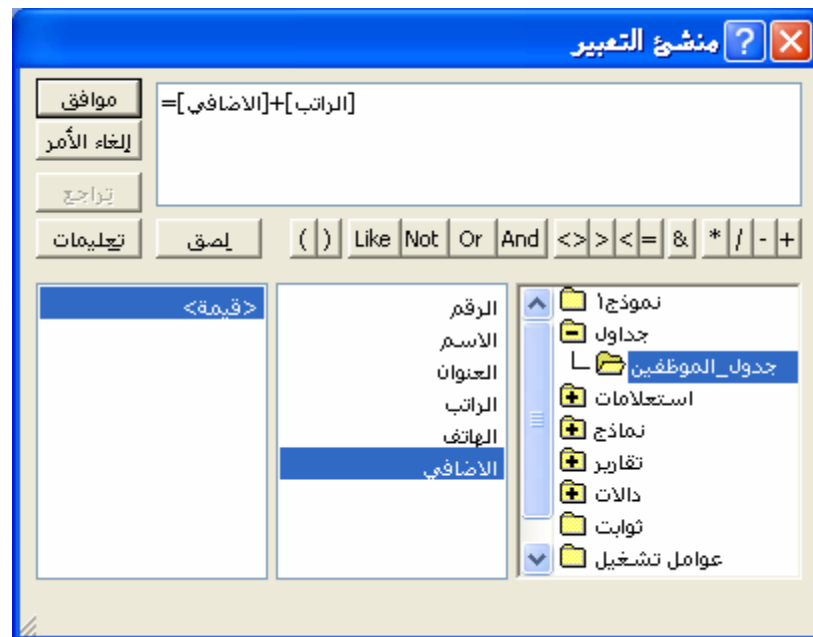 منشئ التعبير
=[الاضافي]+[الراتب]
موافق
إلغاء الأمر
تراجع
تعليمات
لصق
( ) Like Not Or And <> > < = & * / - +
نموذج١
جداول
جدول_الموظفين
استعلامات
نماذج
تقارير
دالات
ثوابت
عوامل تشغيل
الرقم
الاسم
العنوان
الراتب
الهاتف
الاضافي
<قيمة>